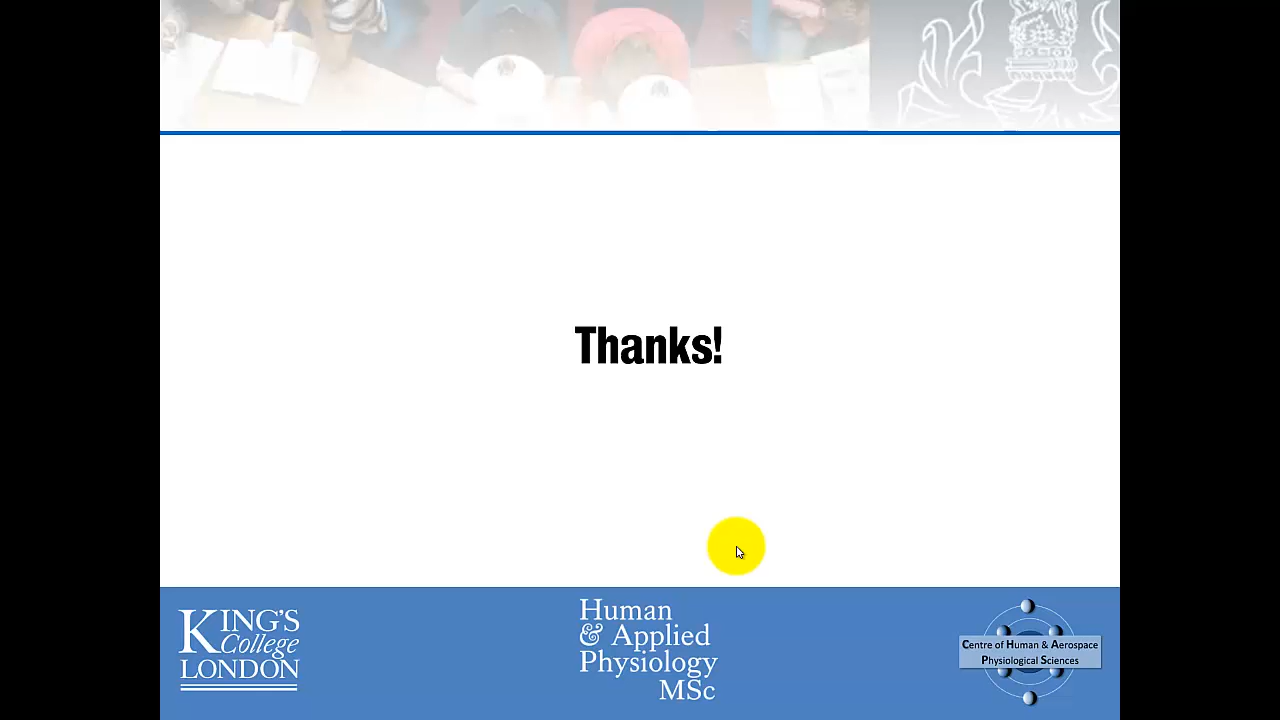 Thanks!
KING'S
College
LONDON
Human
& Applied
Physiology
MSc
Centre of Human & Aerospace
Physiological Sciences